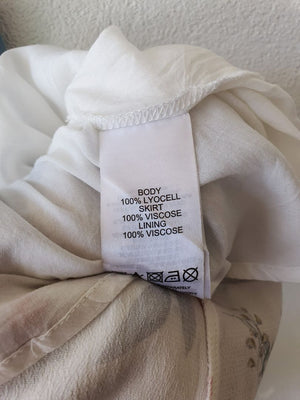 BODY
100% LYOCELL
SKIRT
100% VISCOSE
LINING
100% VISCOSE